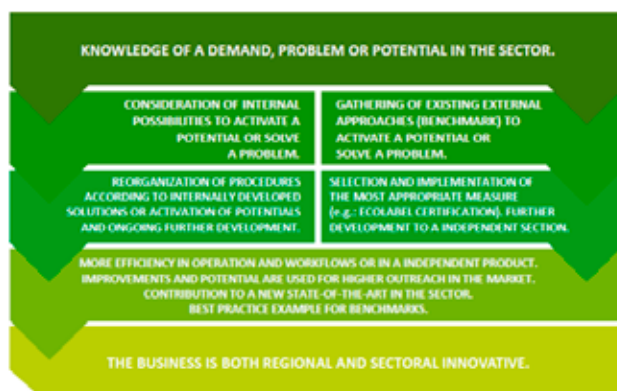 KNOWLEDGE OF A DEMAND, PROBLEM OR POTENTIAL IN THE SECTOR.
CONSIDERATION OF INTERNAL
POSSIBILITIES TO ACTIVATE A
POTENTIAL OR SOLVE
A PROBLEM.
GATHERING OF EXISTING EXTERNAL
APPROACHES (BENCHMARK) TO
ACTIVATE A POTENTIAL OR
SOLVE A PROBLEM.
REORGANIZATION OF PROCEDURES
ACCORDING TO INTERNALLY DEVELOPED
SOLUTIONS OR ACTIVATION OF POTENTIALS
AND ONGOING FURTHER DEVELOPMENT.
SELECTION AND IMPLEMENTATION OF
THE MOST APPROPRIATE MEASURE
(e.g.: ECOLABEL CERTIFICATION). FURTHER
DEVELOPMENT TO A INDEPENDENT SECTION.
MORE EFFICIENCY IN OPERATION AND WORKFLOWS OR IN A INDEPENDENT PRODUCT.
IMPROVEMENTS AND POTENTIAL ARE USED FOR HIGHER OUTREACH IN THE MARKET.
CONTRIBUTION TO A NEW STATE-OF-THE-ART IN THE SECTOR.
BEST PRACTICE EXAMPLE FOR BENCHMARKS.
THE BUSINESS IS BOTH REGIONAL AND SECTORAL INNOVATIVE.